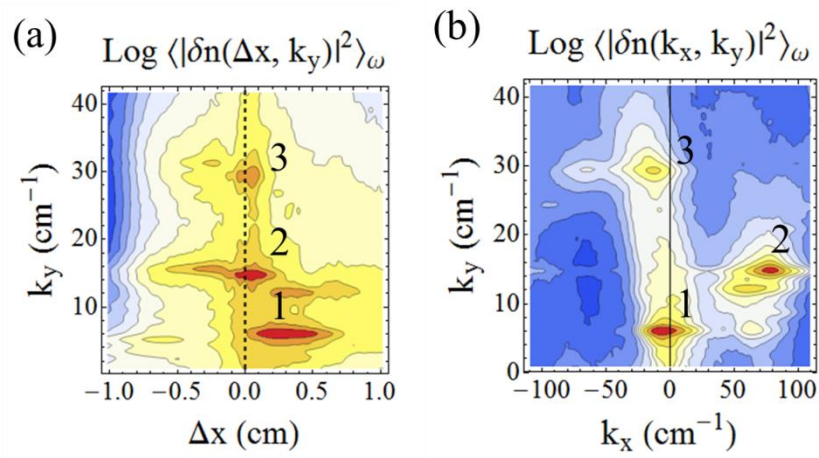 (a)
Log ⟨|δn(Δx, k_y)|²⟩_ω
40
30
20
10
k_y (cm⁻¹)
3
2
1
−1.0 −0.5 0.0 0.5 1.0
Δx (cm)
(b)
Log ⟨|δn(k_x, k_y)|²⟩_ω
40
30
20
10
0
k_y (cm⁻¹)
3
2
1
−100 −50 0 50 100
k_x (cm⁻¹)